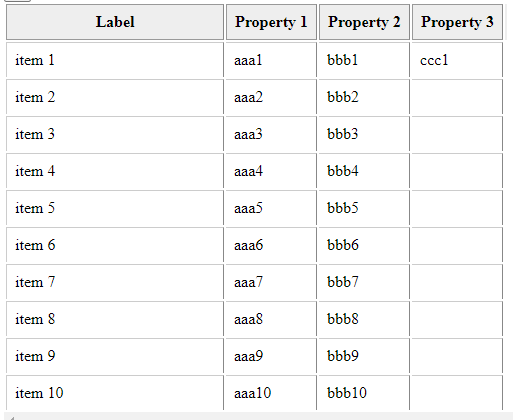 Label Property 1 Property 2 Property 3
item 1 aaa1 bbb1 ccc1
item 2 aaa2 bbb2
item 3 aaa3 bbb3
item 4 aaa4 bbb4
item 5 aaa5 bbb5
item 6 aaa6 bbb6
item 7 aaa7 bbb7
item 8 aaa8 bbb8
item 9 aaa9 bbb9
item 10 aaa10 bbb10